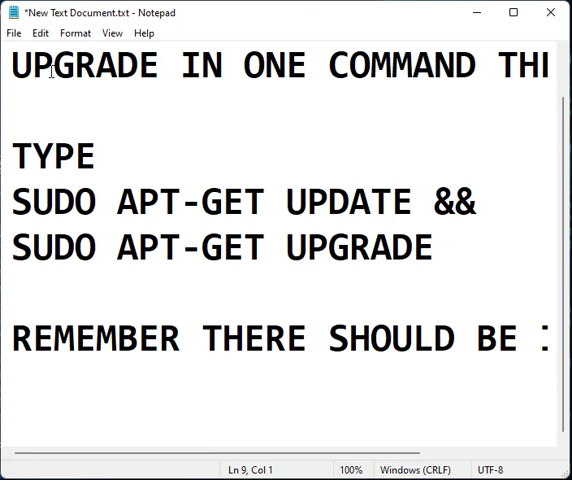 *New Text Document.txt - Notepad
File Edit Format View Help
UPGRADE IN ONE COMMAND
TYPE
SUDO APT-GET UPDATE &&
SUDO APT-GET UPGRADE
REMEMBER THERE SHOULD BE
Ln 9, Col 1 100% Windows (CRLF) UTF-8